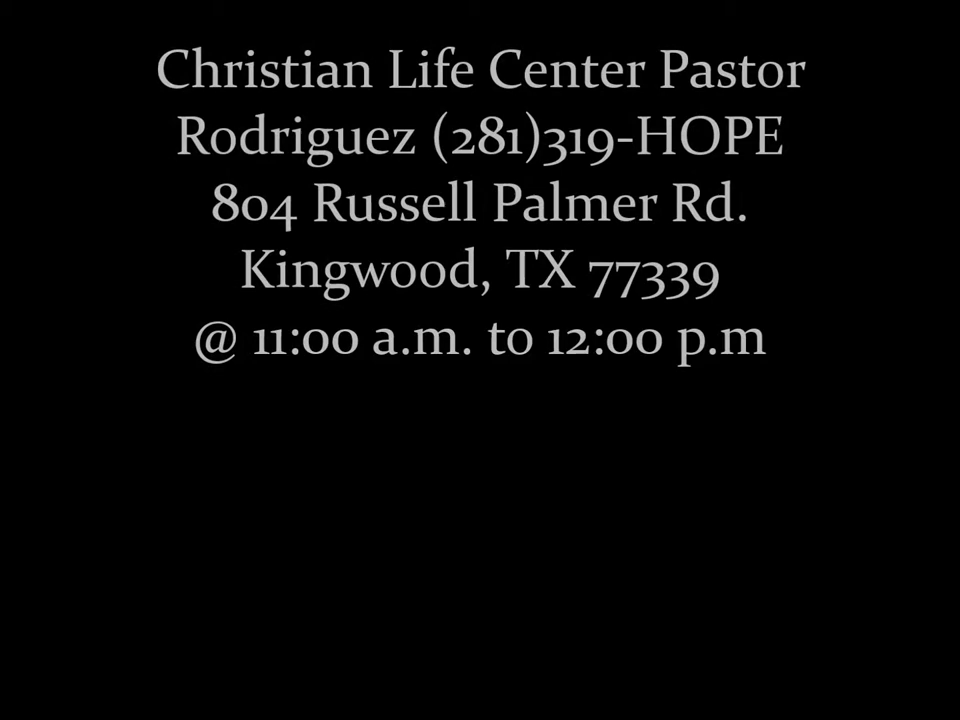 Christian Life Center Pastor
Rodriguez (281)319-HOPE
804 Russell Palmer Rd.
Kingwood, TX 77339
@ 11:00 a.m. to 12:00 p.m